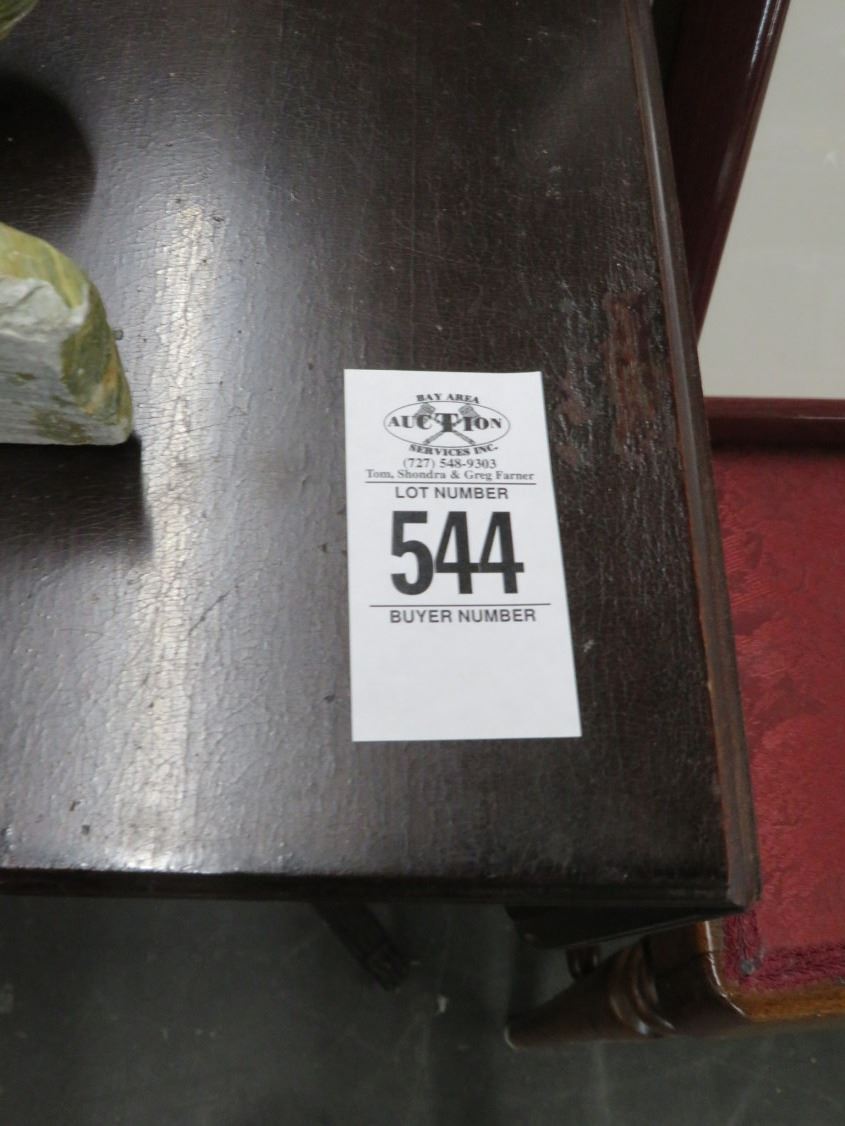 BAY AREA
AUCTION
SERVICES INC.
(727) 548-9303
Tom, Shondra & Greg Farner
LOT NUMBER
544
BUYER NUMBER